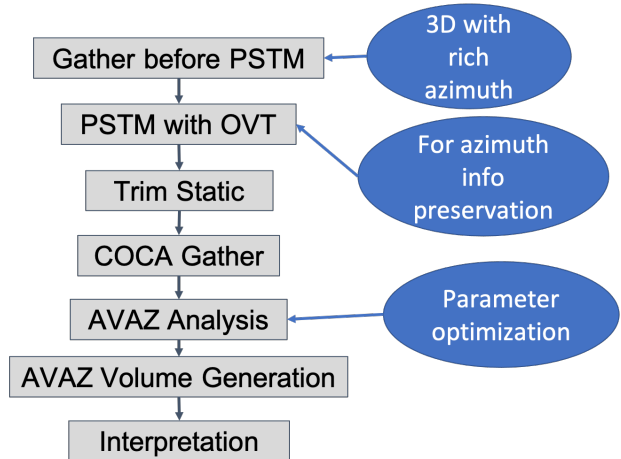 Gather before PSTM
3D with
rich
azimuth
PSTM with OVT
For azimuth
info
preservation
Trim Static
COCA Gather
AVAZ Analysis
Parameter
optimization
AVAZ Volume Generation
Interpretation